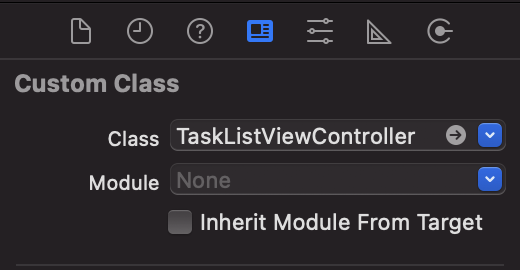 Custom Class
Class TaskListViewController
Module None
Inherit Module From Target